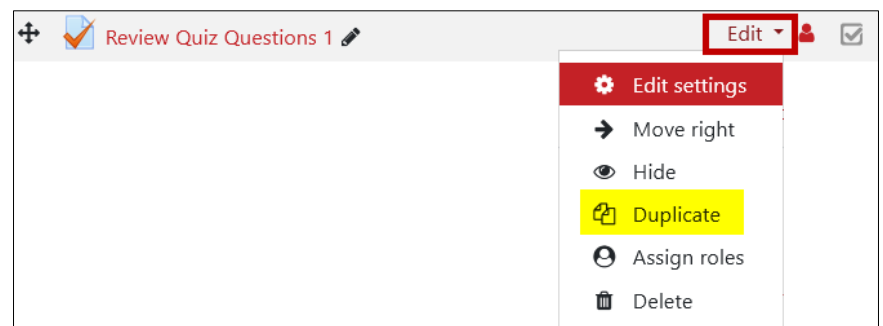 Review Quiz Questions 1 Edit
Edit settings
Move right
Hide
Duplicate
Assign roles
Delete